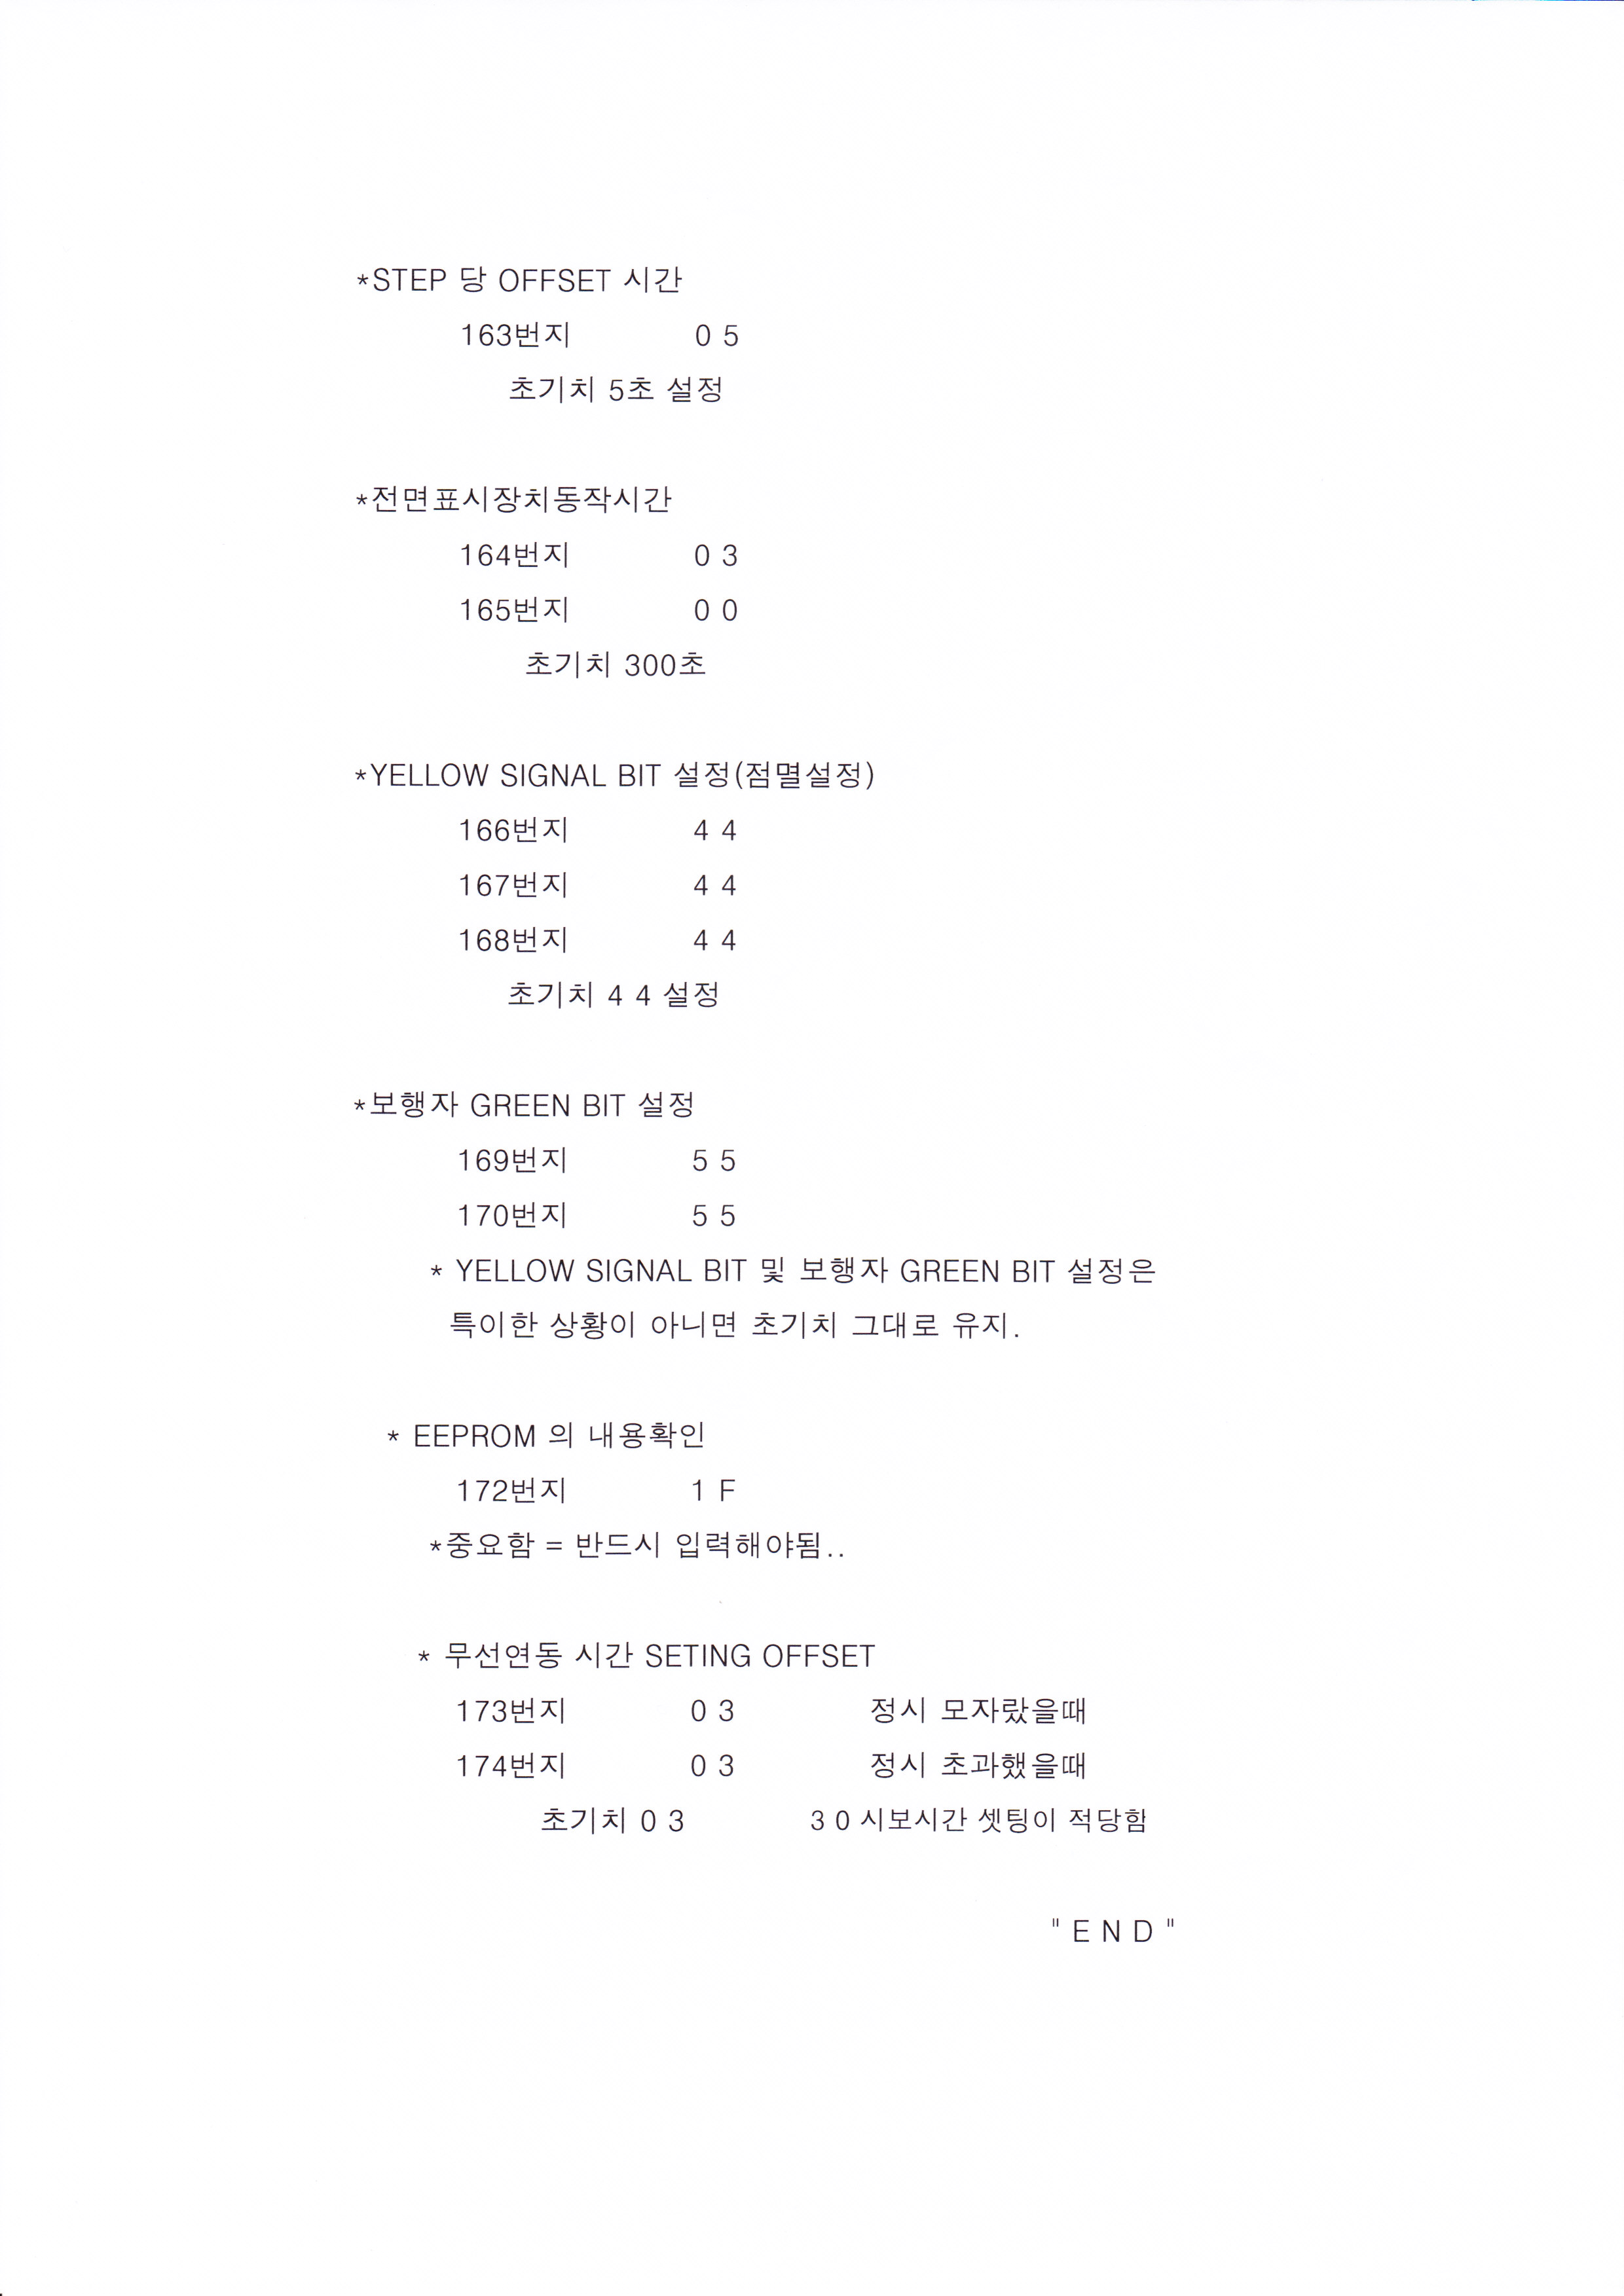 *STEP 당 OFFSET 시간
163번지 0 5
초기치 5초 설정
*전면표시장치동작시간
164번지 0 3
165번지 0 0
초기치 300초
*YELLOW SIGNAL BIT 설정(점멸설정)
166번지 4 4
167번지 4 4
168번지 4 4
초기치 4 4 설정
*보행자 GREEN BIT 설정
169번지 5 5
170번지 5 5
* YELLOW SIGNAL BIT 및 보행자 GREEN BIT 설정은
특이한 상황이 아니면 초기치 그대로 유지.
* EEPROM 의 내용확인
172번지 1 F
*중요함 = 반드시 입력해야됨..
* 무선연동 시간 SETING OFFSET
173번지 0 3 정시 모자랐을때
174번지 0 3 정시 초과했을때
초기치 0 3 3 0 시보시간 셋팅이 적당함
" E N D "